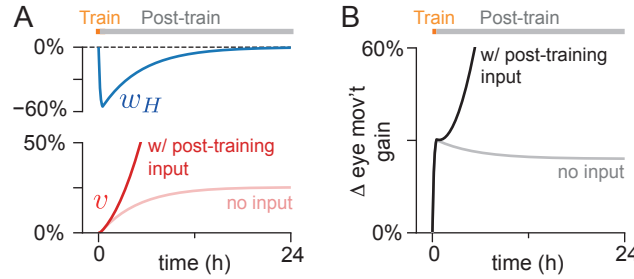 A
Train
Post-train
0%
−60%
w_H
50%
w/ post-training
input
v
no input
0%
0
24
time (h)
B
Train
Post-train
60%
w/ post-training
input
Δ eye mov't
gain
no input
0%
0
24
time (h)